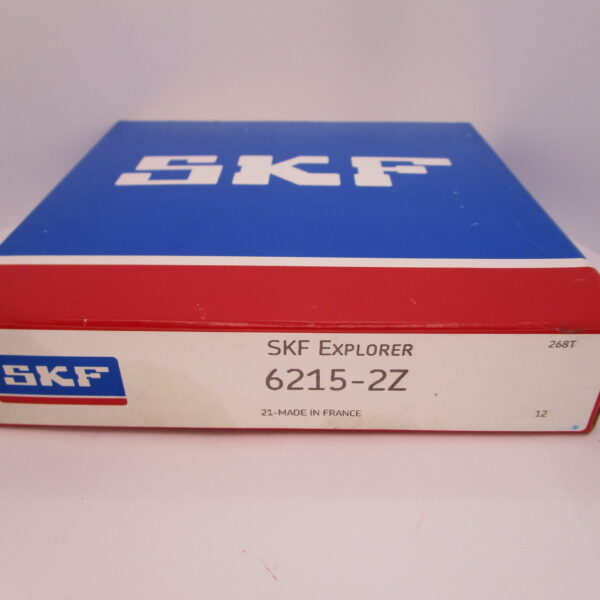 SKF
SKF EXPLORER
268T
SKF
6215-2Z
21-MADE IN FRANCE
12